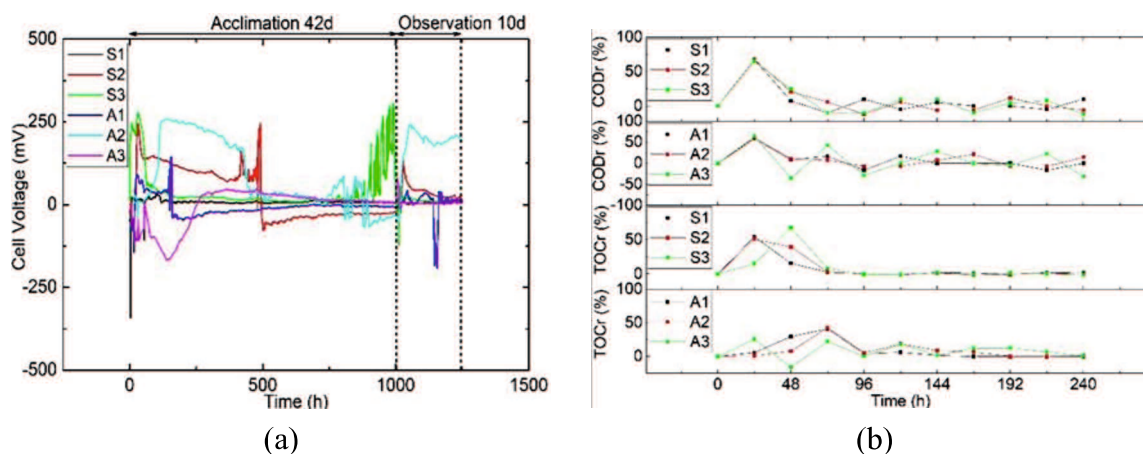 Acclimation 42d Observation 10d
500
250
0
-250
-500
Cell Voltage (mV)
S1
S2
S3
A1
A2
A3
0 500 1000 1500
Time (h)
(a)
100
50
0
CODr (%)
S1
S2
S3
100
50
0
-50
-100
CODr (%)
A1
A2
A3
50
0
TOCr (%)
S1
S2
S3
100
50
0
TOCr (%)
A1
A2
A3
0 48 96 144 192 240
Time (h)
(b)